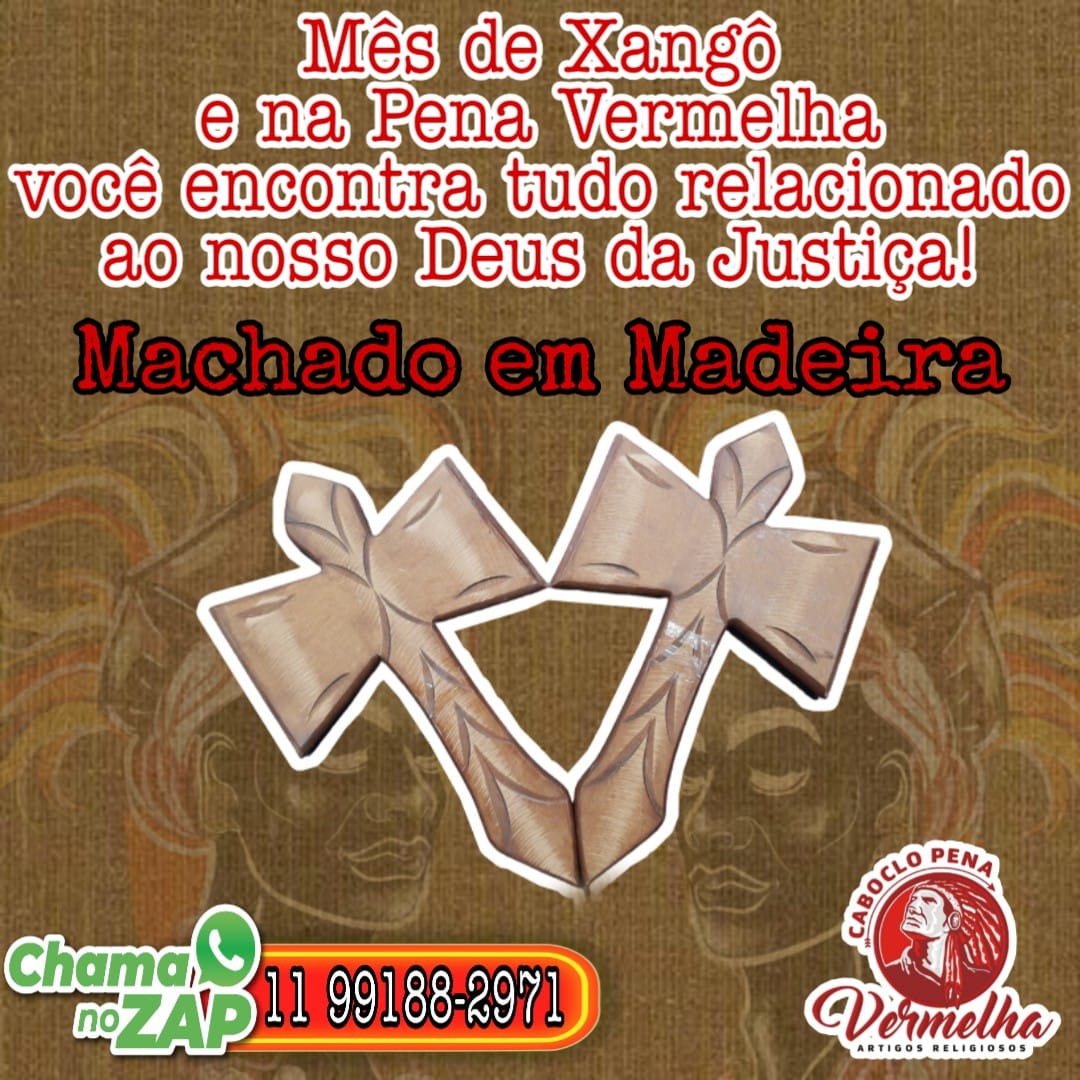 Mês de Xangô
e na Pena Vermelha
você encontra tudo relacionado
ao nosso Deus da Justiça!
Machado em Madeira
Chama
no ZAP
11 99188-2971
CABOCLO PENA
Vermelha
ARTIGOS RELIGIOSOS